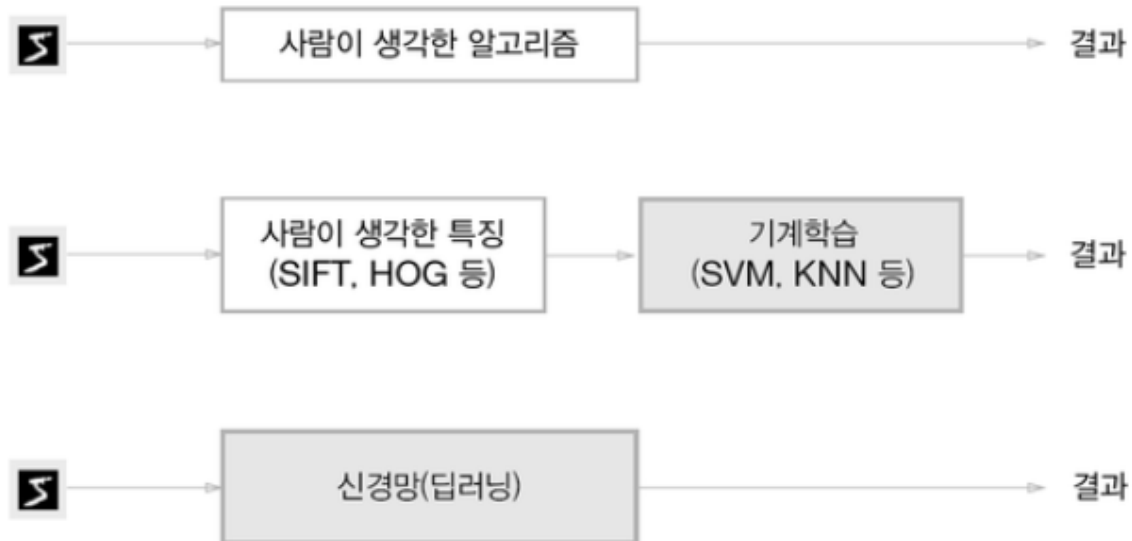 사람이 생각한 알고리즘
결과
사람이 생각한 특징
(SIFT, HOG 등)
기계학습
(SVM, KNN 등)
결과
신경망(딥러닝)
결과